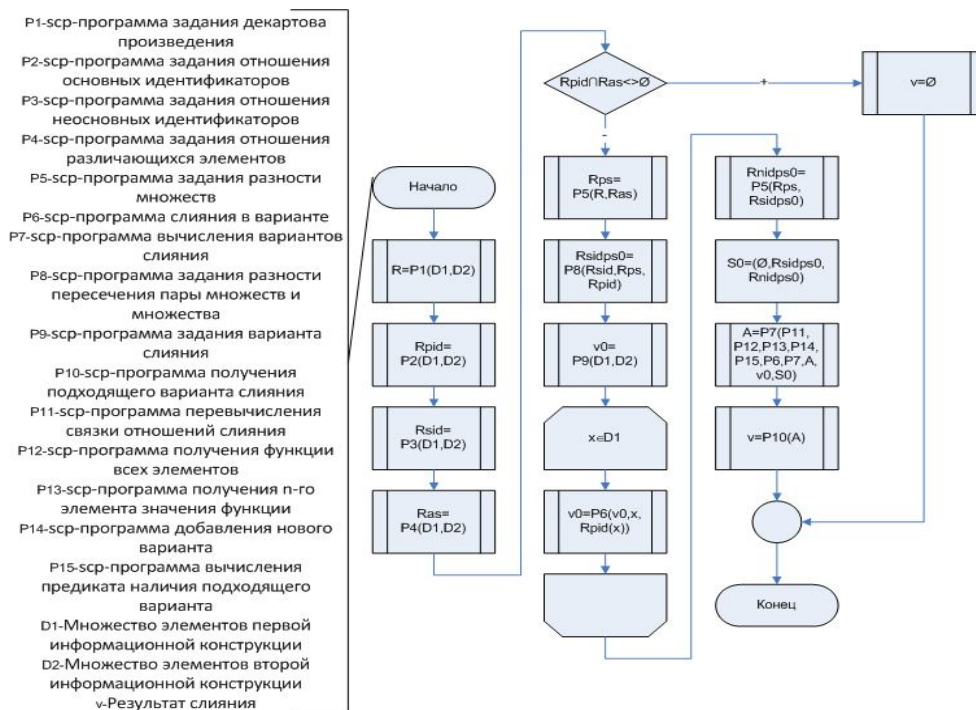 P1-scp-программа задания декартова
произведения
P2-scp-программа задания отношения
основных идентификаторов
P3-scp-программа задания отношения
неосновных идентификаторов
P4-scp-программа задания отношения
различающихся элементов
P5-scp-программа задания разности
множеств
P6-scp-программа слияния в варианте
P7-scp-программа вычисления вариантов
слияния
P8-scp-программа задания разности
пересечения пары множеств и
множества
P9-scp-программа задания варианта
слияния
P10-scp-программа получения
подходящего варианта слияния
P11-scp-программа перевычисления
связки отношений слияния
P12-scp-программа получения функции
всех элементов
P13-scp-программа получения n-го
элемента значения функции
P14-scp-программа добавления нового
варианта
P15-scp-программа вычисления
предиката наличия подходящего
варианта
D1-Множество элементов первой
информационной конструкции
D2-Множество элементов второй
информационной конструкции
v-Результат слияния
Начало
R=P1(D1,D2)
Rpid=
P2(D1,D2)
Rsid=
P3(D1,D2)
Ras=
P4(D1,D2)
Rpid∩Ras<>Ø
+
-
v=Ø
Rps=
P5(R,Ras)
Rsidps0=
P8(Rsid,Rps,
Rpid)
v0=
P9(D1,D2)
x∈D1
v0=P6(v0,x,
Rpid(x))
Rnidps0=
P5(Rps,
Rsidps0)
S0=(Ø,Rsidps0,
Rnidps0)
A=P7(P11,
P12,P13,P14,
P15,P6,P7,A,
v0,S0)
v=P10(A)
Конец